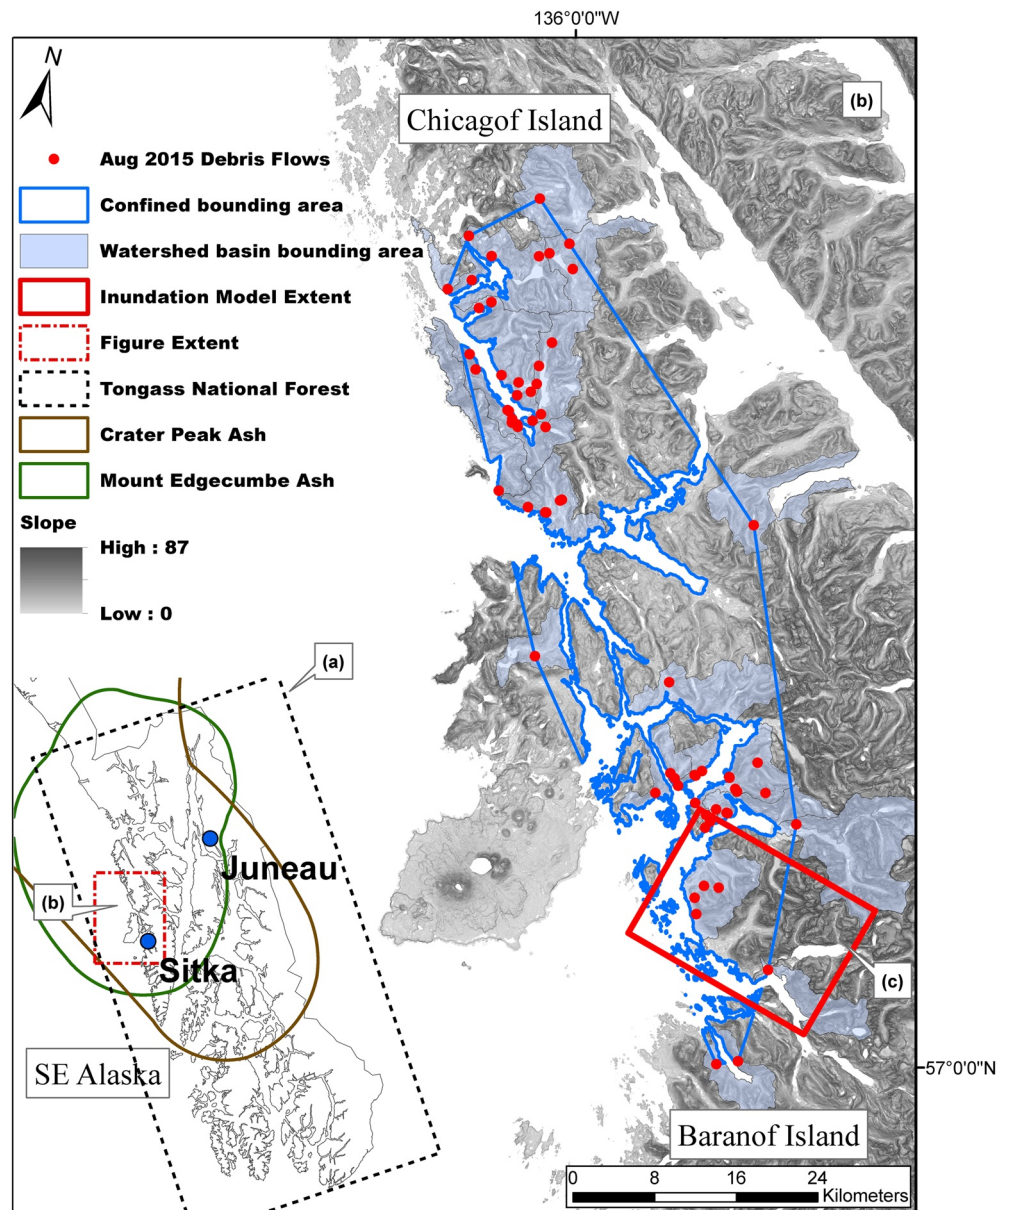 136°0'0"W
N
(b)
Chicagof Island
Aug 2015 Debris Flows
Confined bounding area
Watershed basin bounding area
Inundation Model Extent
Figure Extent
Tongass National Forest
Crater Peak Ash
Mount Edgecumbe Ash
Slope
High : 87
Low : 0
(a)
Juneau
(b)
Sitka
(c)
SE Alaska
57°0'0"N
Baranof Island
0 8 16 24
Kilometers